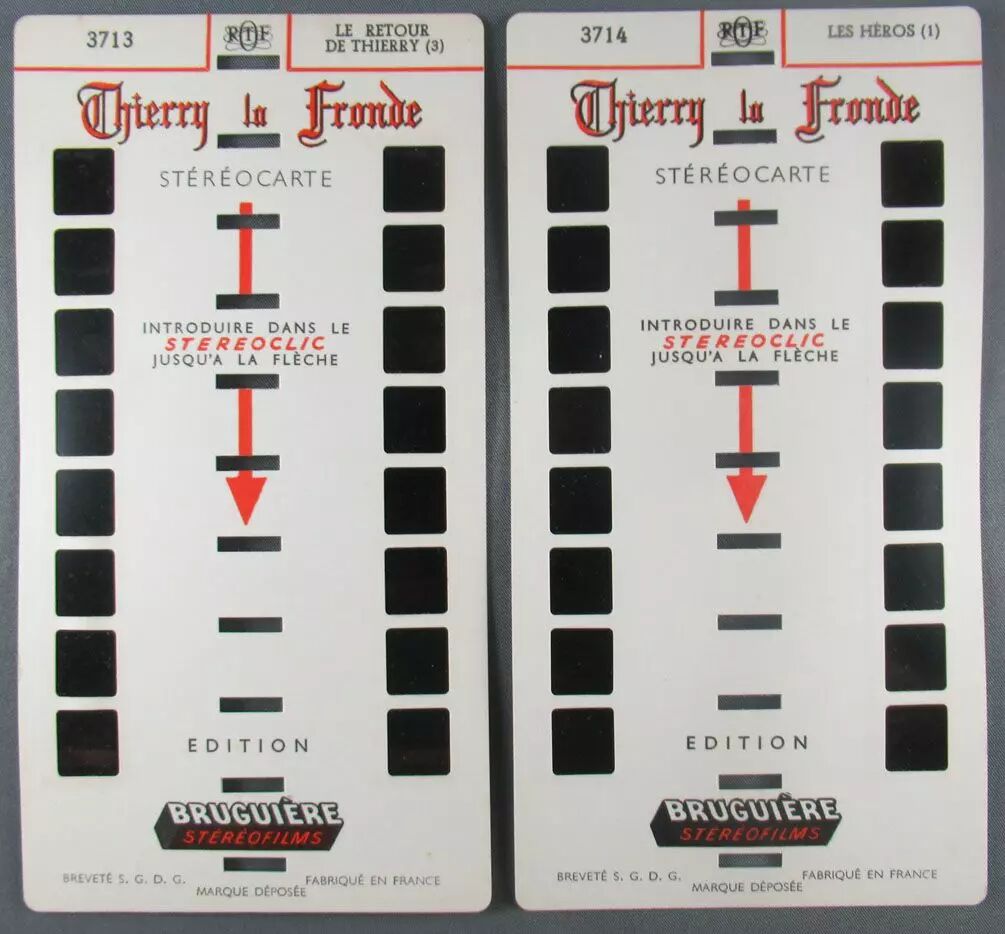 3713
RTF
LE RETOUR
DE THIERRY (3)
Thierry la Fronde
STÉRÉOCARTE
INTRODUIRE DANS LE
STEREOCLIC
JUSQU'A LA FLÈCHE
EDITION
BRUGUIÈRE
STÉRÉOFILMS
BREVETÉ S. G. D. G.
MARQUE DÉPOSÉE
FABRIQUÉ EN FRANCE
3714
RTF
LES HÉROS (1)
Thierry la Fronde
STÉRÉOCARTE
INTRODUIRE DANS LE
STEREOCLIC
JUSQU'A LA FLÈCHE
EDITION
BRUGUIÈRE
STÉRÉOFILMS
BREVETÉ S. G. D. G.
MARQUE DÉPOSÉE
FABRIQUÉ EN FRANCE